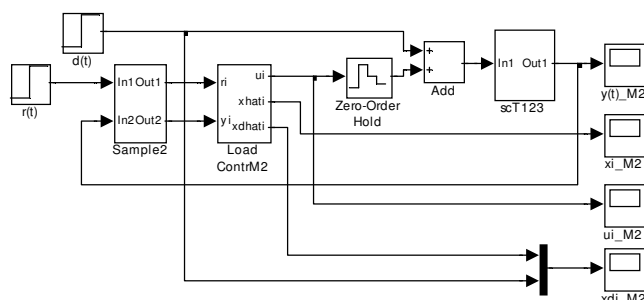 d(t)
r(t)
In1 Out1
In2 Out2
Sample2
ri
yi
ui
xhati
xdhati
Load
ContrM2
Zero-Order
Hold
+
+
Add
In1 Out1
scT123
y(t)_M2
xi_M2
ui_M2
xdi_M2